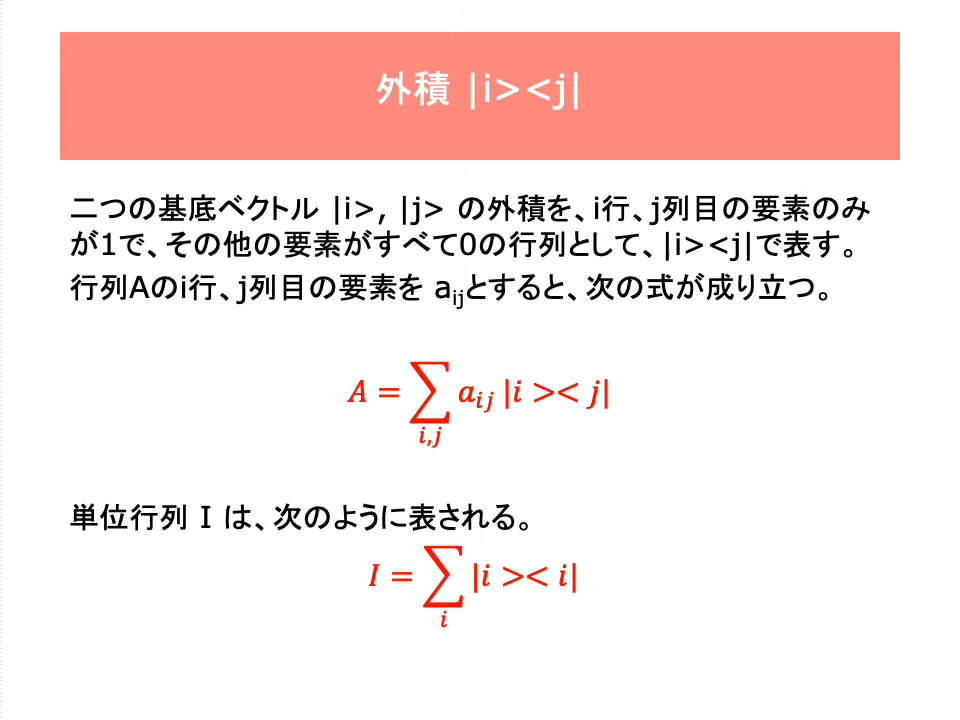 外積 |i><j|
二つの基底ベクトル |i>, |j> の外積を、i行、j列目の要素のみ
が1で、その他の要素がすべて0の行列として、|i><j|で表す。
行列Aのi行、j列目の要素を aᵢⱼとすると、次の式が成り立つ。
A = ∑_{i,j} a_{ij} |i >< j|
単位行列 I は、次のように表される。
I = ∑_{i} |i >< i|